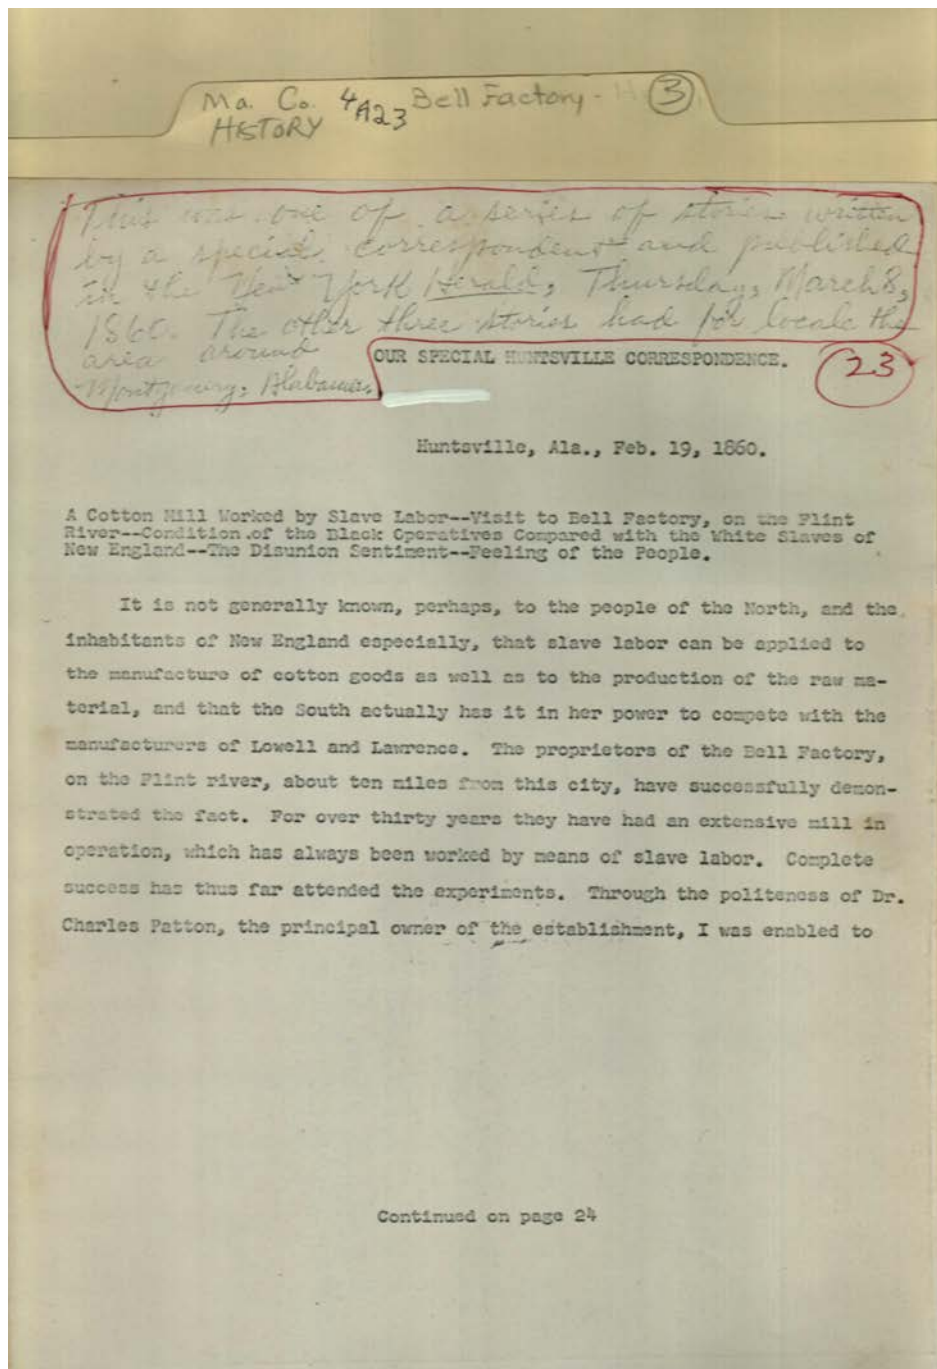 Ma. Co. 4A23 Bell Factory - H 3
HISTORY
This was one of a series of stories written
by a special correspondent and published
in the New York Herald, Thursday, March 8,
1860. The other three stories had for locale the
area around
Montgomery, Alabama.
OUR SPECIAL HUNTSVILLE CORRESPONDENCE.
23
Huntsville, Ala., Feb. 19, 1860.
A Cotton Mill Worked by Slave Labor--Visit to Bell Factory, on the Flint
River--Condition of the Black Operatives Compared with the White Slaves of
New England--The Disunion Sentiment--Feeling of the People.
It is not generally known, perhaps, to the people of the North, and the
inhabitants of New England especially, that slave labor can be applied to
the manufacture of cotton goods as well as to the production of the raw ma-
terial, and that the South actually has it in her power to compete with the
manufacturers of Lowell and Lawrence. The proprietors of the Bell Factory,
on the Flint river, about ten miles from this city, have successfully demon-
strated the fact. For over thirty years they have had an extensive mill in
operation, which has always been worked by means of slave labor. Complete
success has thus far attended the experiments. Through the politeness of Dr.
Charles Patton, the principal owner of the establishment, I was enabled to
Continued on page 24